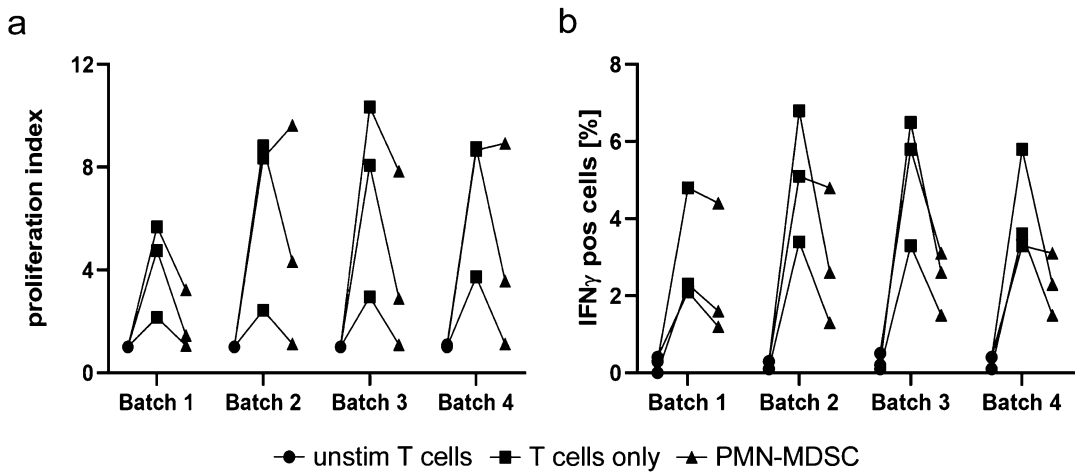 a
proliferation index
12
8
4
0
Batch 1 Batch 2 Batch 3 Batch 4
b
IFNγ pos cells [%]
8
6
4
2
0
Batch 1 Batch 2 Batch 3 Batch 4
unstim T cells T cells only PMN-MDSC